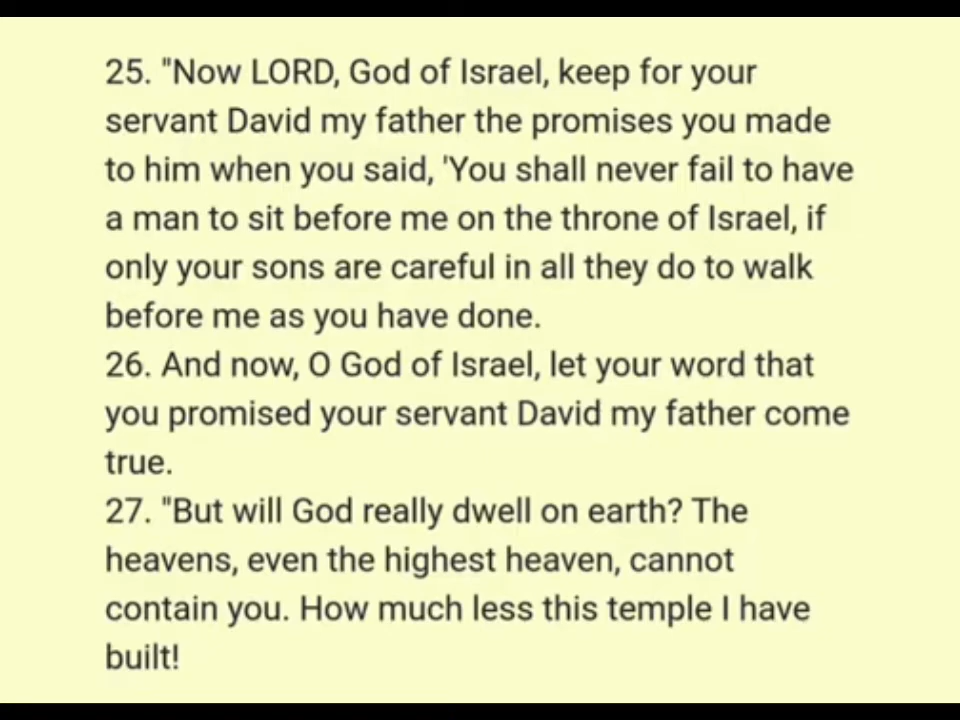 25. "Now LORD, God of Israel, keep for your
servant David my father the promises you made
to him when you said, 'You shall never fail to have
a man to sit before me on the throne of Israel, if
only your sons are careful in all they do to walk
before me as you have done.
26. And now, O God of Israel, let your word that
you promised your servant David my father come
true.
27. "But will God really dwell on earth? The
heavens, even the highest heaven, cannot
contain you. How much less this temple I have
built!